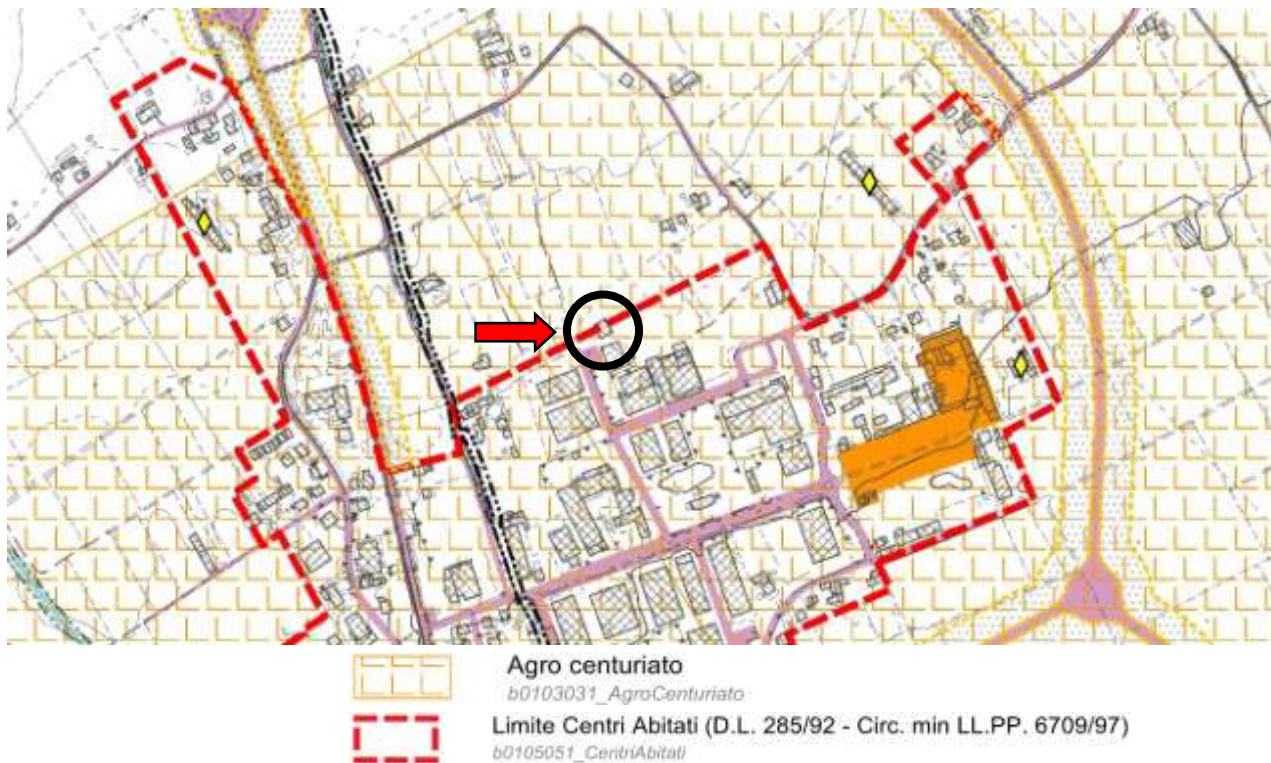 Agro centuriato
b0103031_AgroCenturiato
Limite Centri Abitati (D.L. 285/92 - Circ. min LL.PP. 6709/97)
b0105051_CentriAbitati